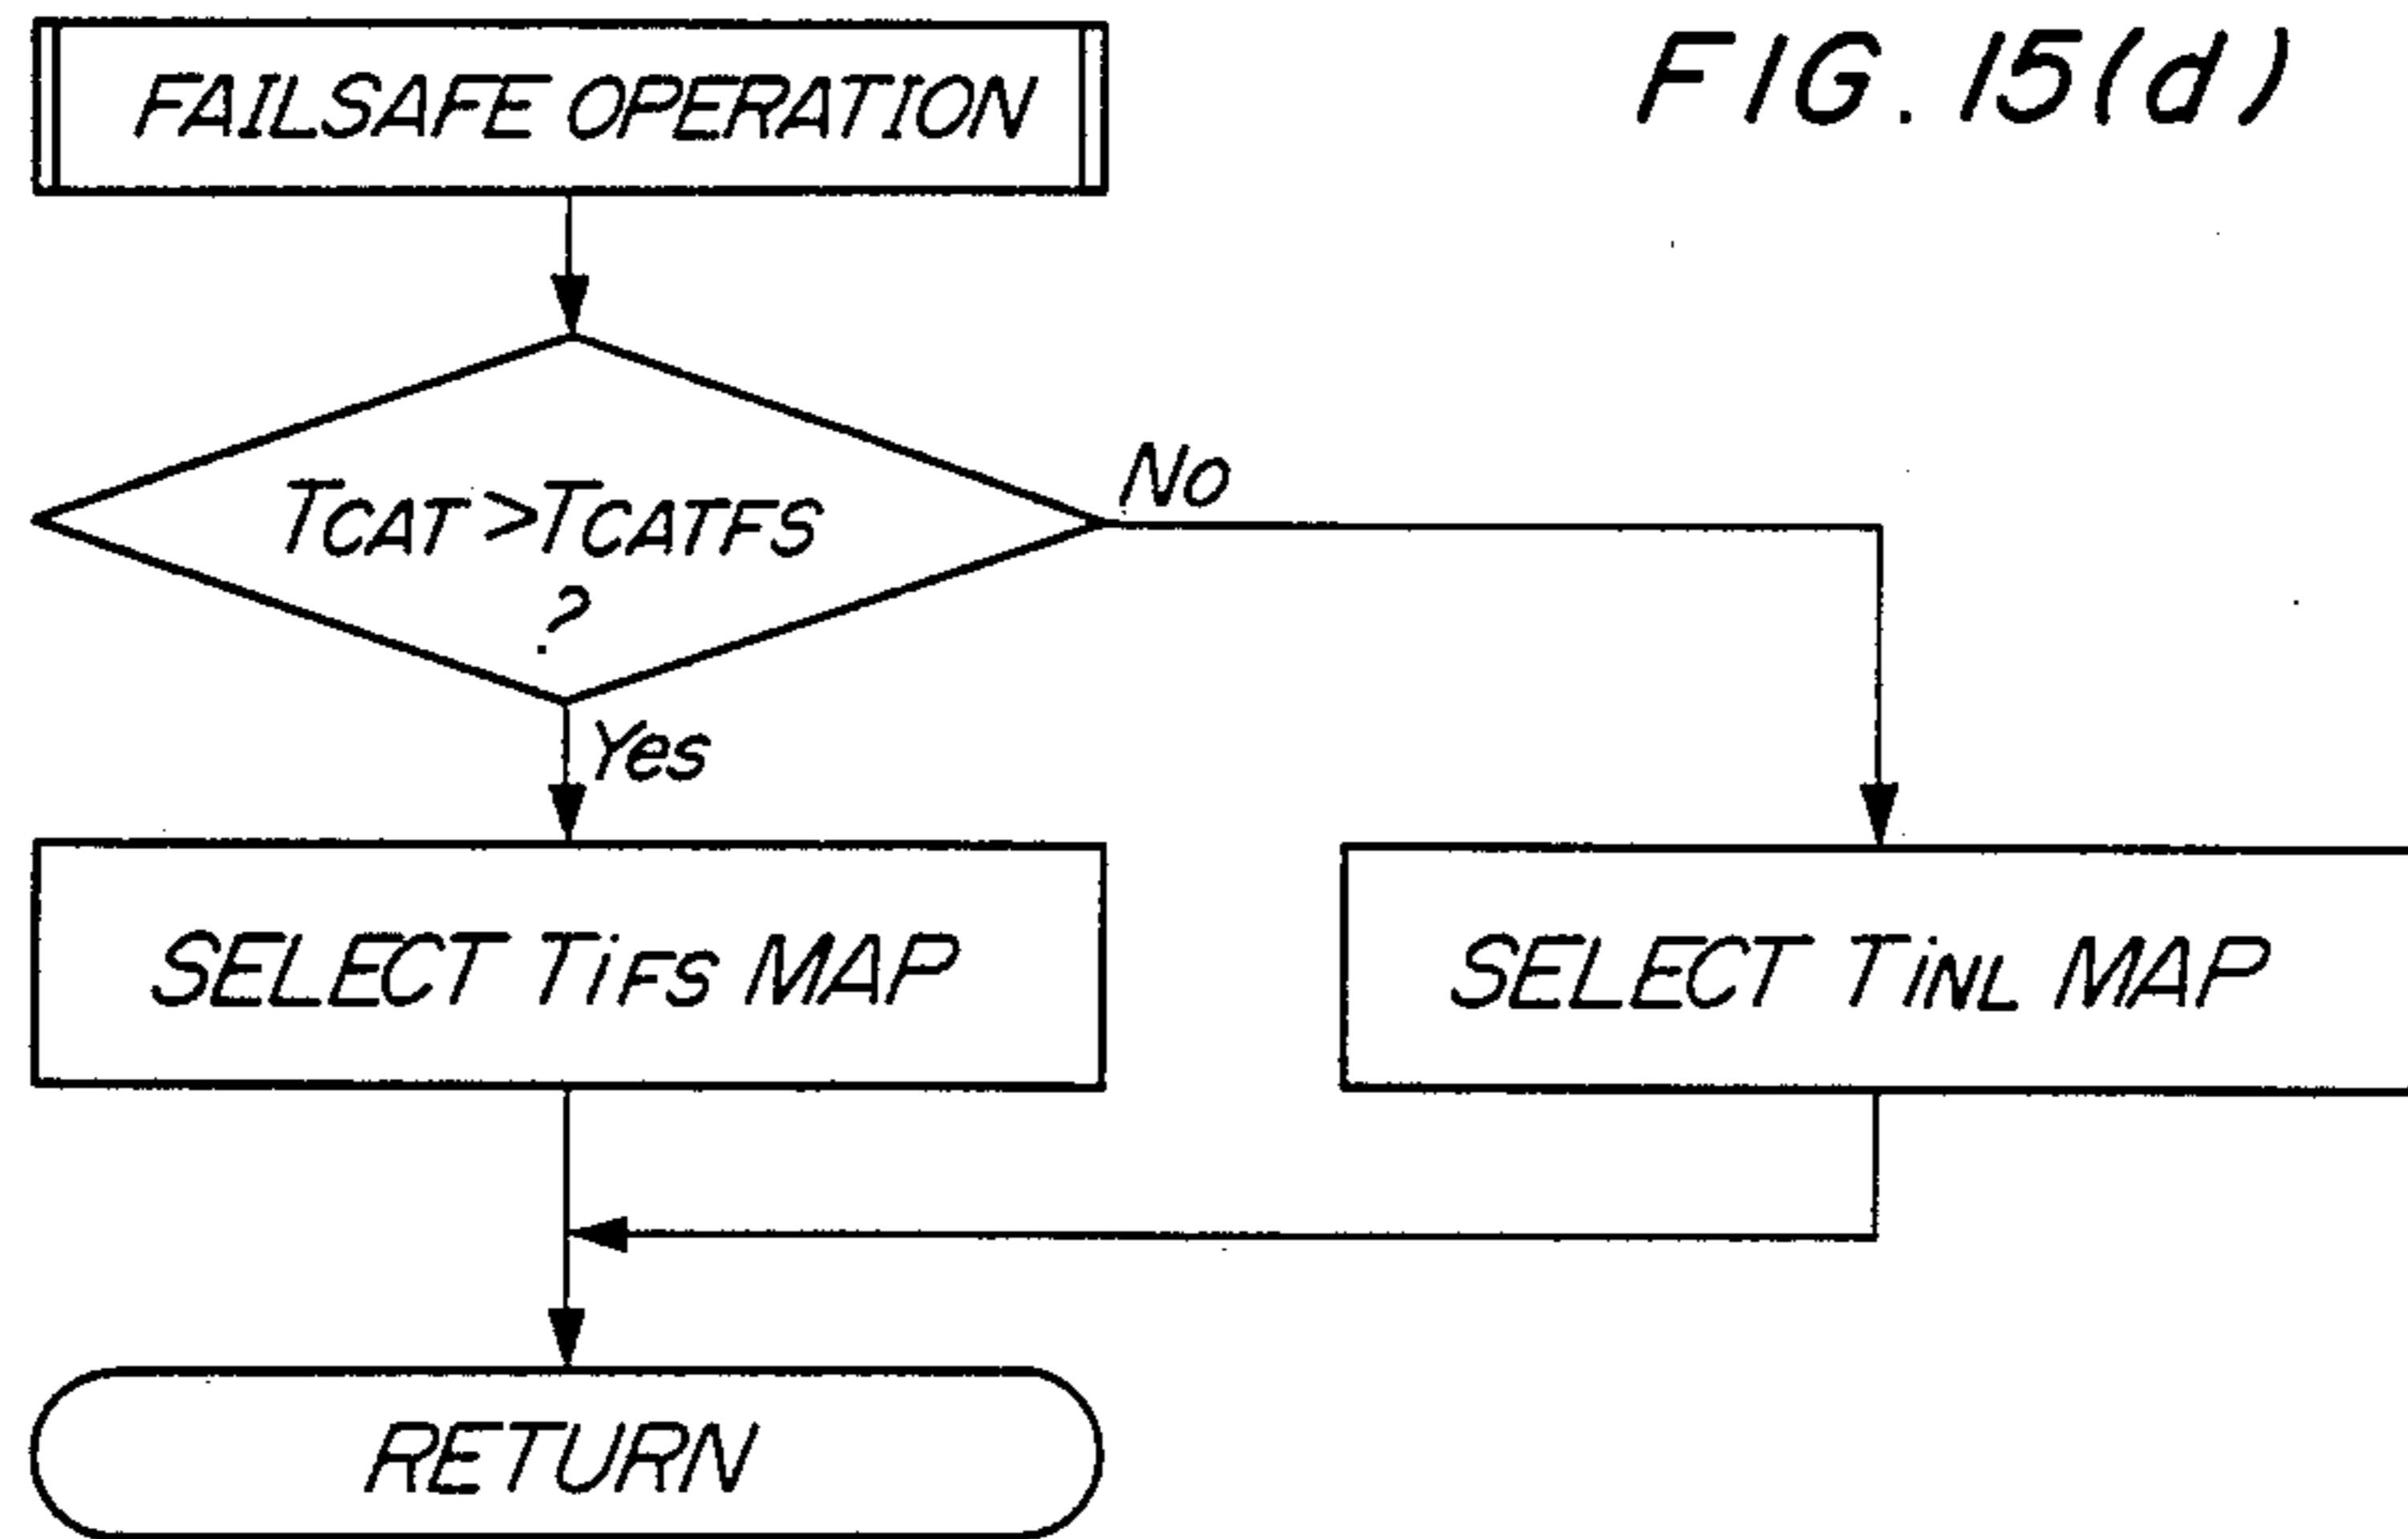 FIG. 15(d)
FAILSAFE OPERATION
TCAT>TCATFS
?
No
Yes
SELECT TiFS MAP
SELECT TiNL MAP
RETURN